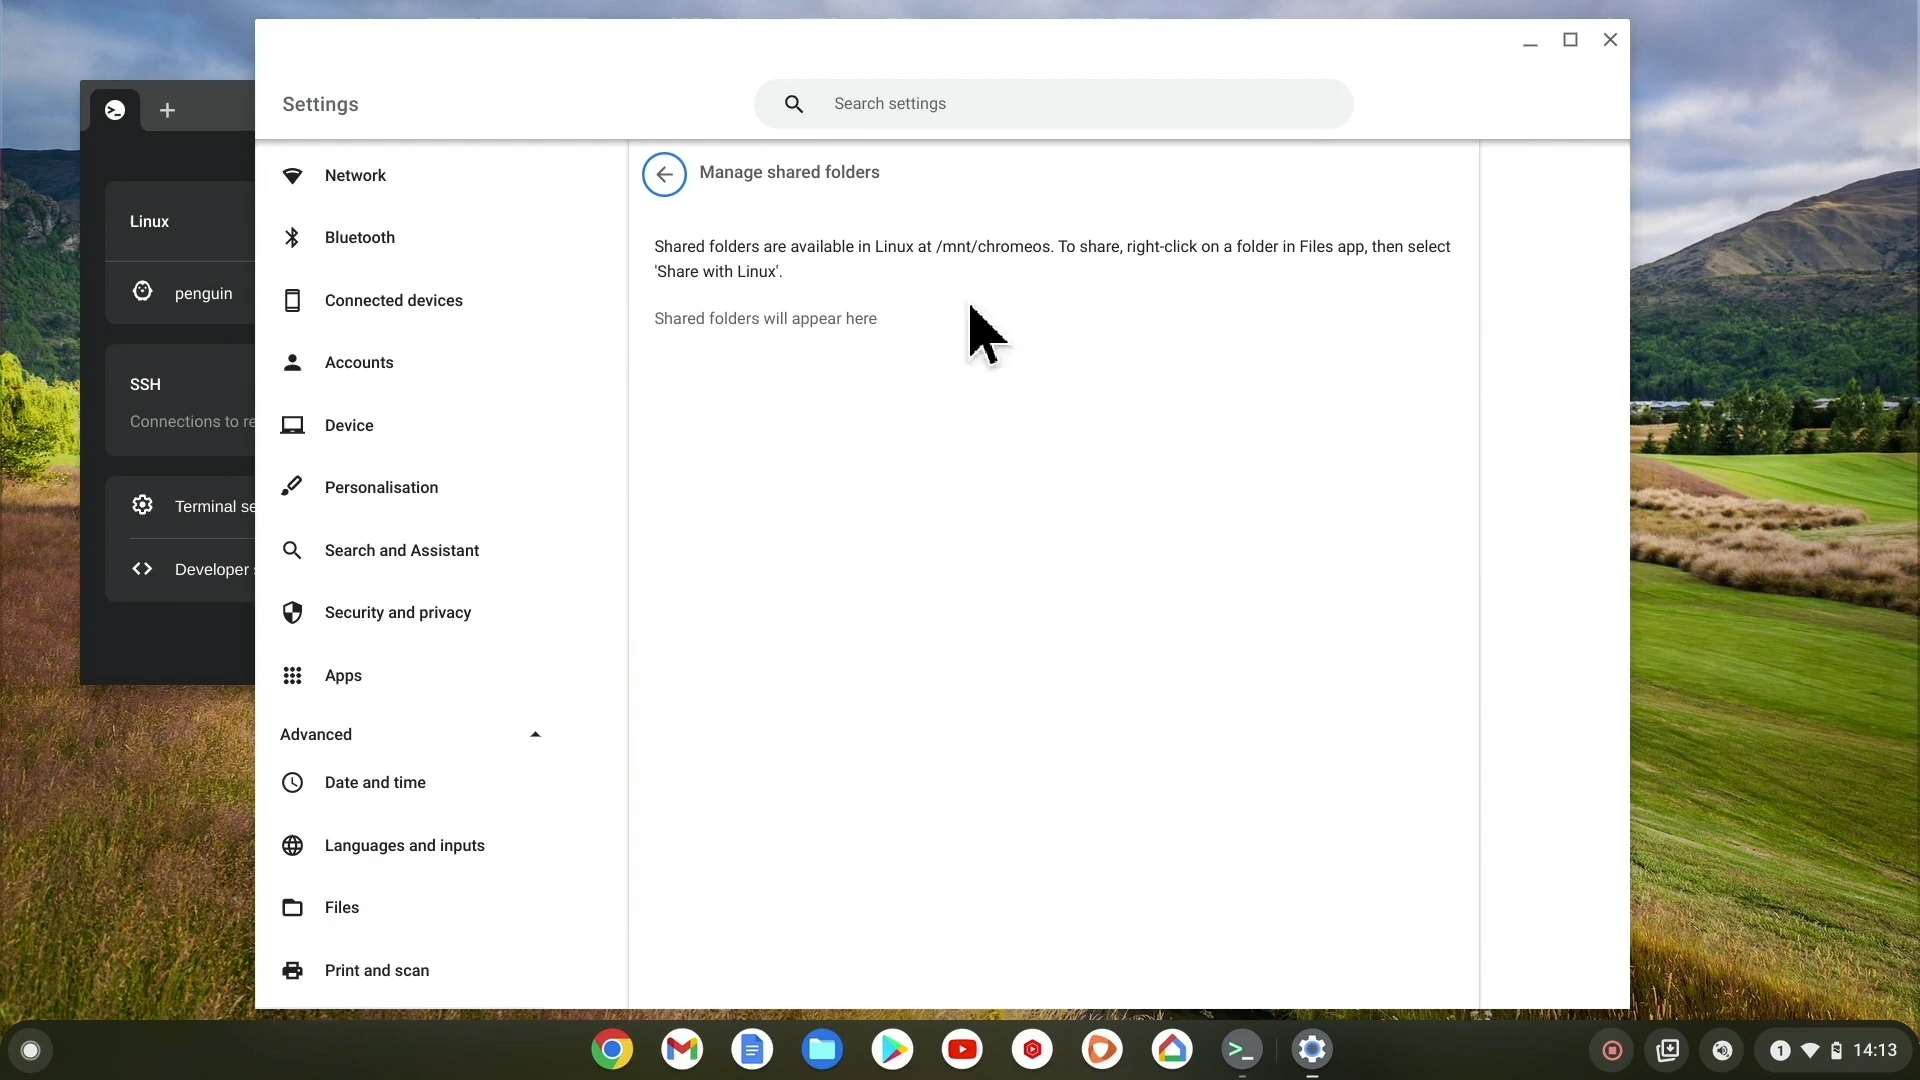 Settings
Search settings
Linux
penguin
SSH
Connections to re
Terminal se
Developer
Network
Bluetooth
Connected devices
Accounts
Device
Personalisation
Search and Assistant
Security and privacy
Apps
Advanced
Date and time
Languages and inputs
Files
Print and scan
Manage shared folders
Shared folders are available in Linux at /mnt/chromeos. To share, right-click on a folder in Files app, then select
'Share with Linux'.
Shared folders will appear here
1
14:13